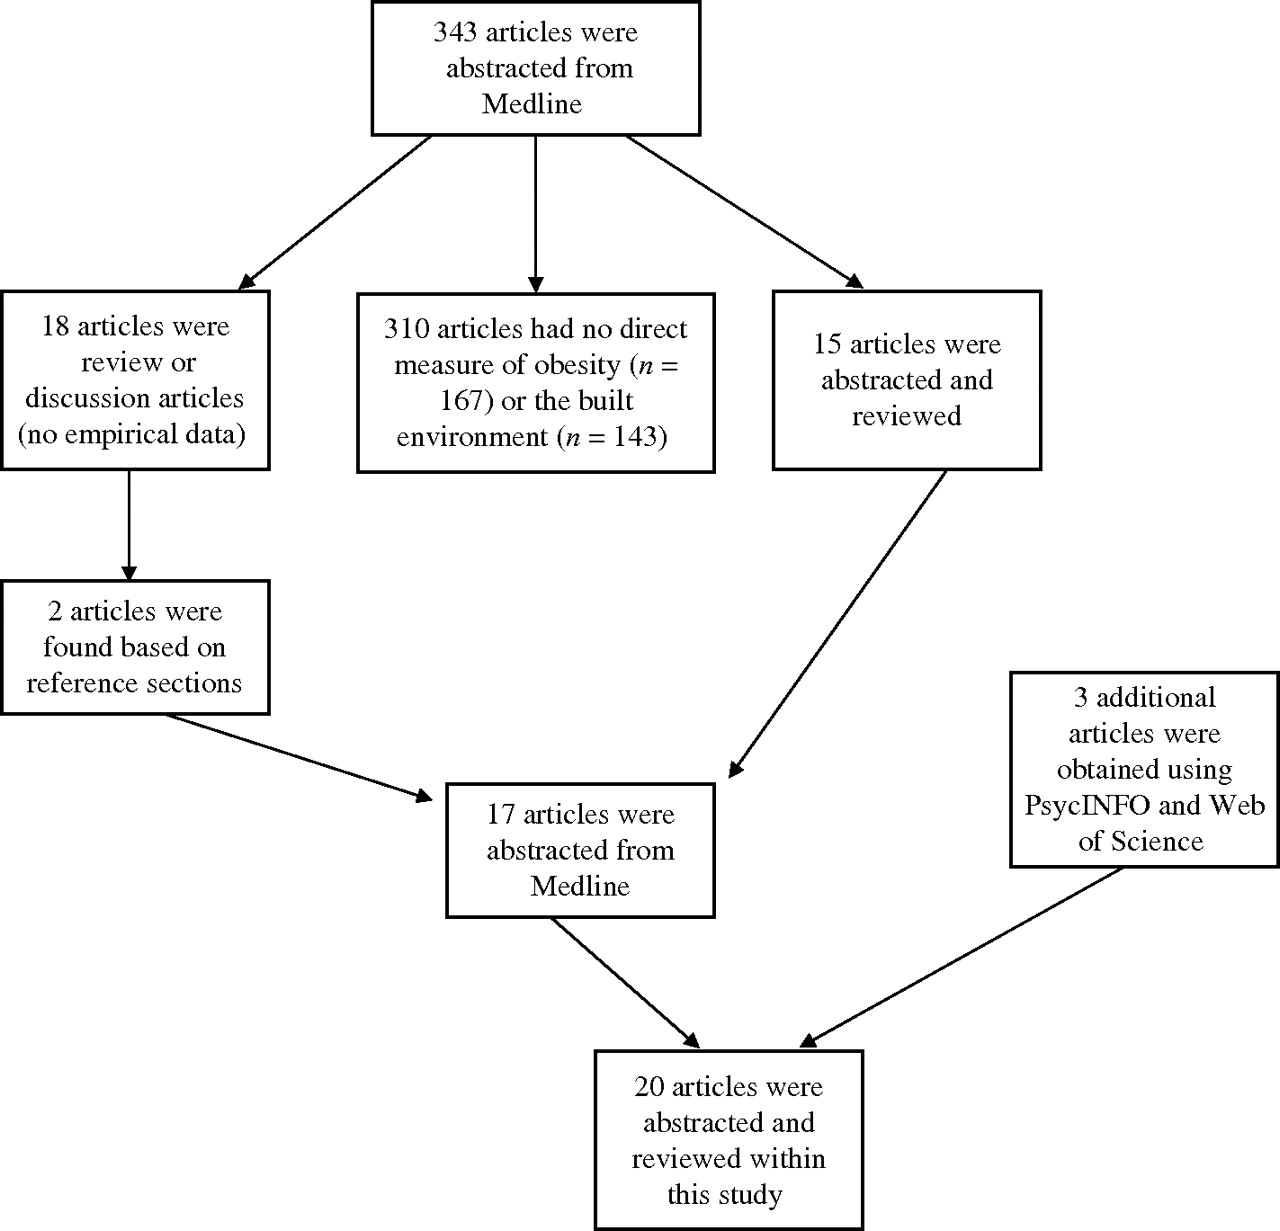 343 articles were
abstracted from
Medline
18 articles were
review or
discussion articles
(no empirical data)
310 articles had no direct
measure of obesity (n =
167) or the built
environment (n = 143)
15 articles were
abstracted and
reviewed
2 articles were
found based on
reference sections
3 additional
articles were
obtained using
PsycINFO and Web
of Science
17 articles were
abstracted from
Medline
20 articles were
abstracted and
reviewed within
this study